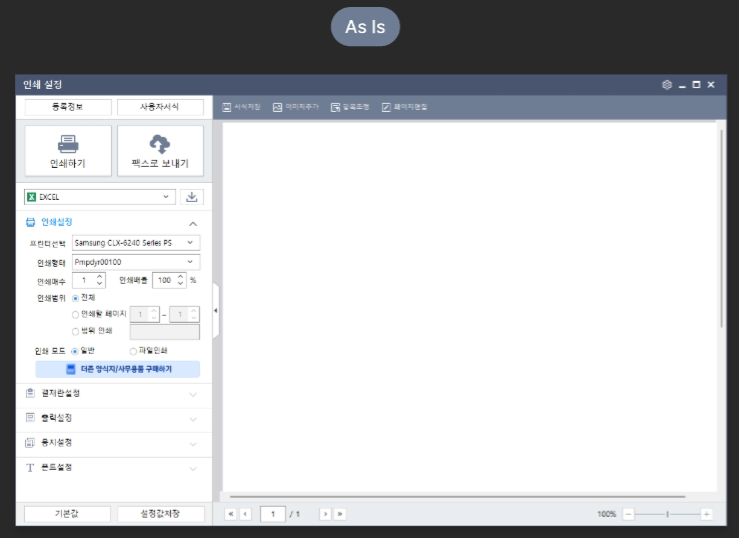 As Is
인쇄 설정
등록정보 사용자서식
서식저장 이미지추가 항목조정 페이지편집
인쇄하기 팩스로 보내기
EXCEL
인쇄설정
프린터선택 Samsung CLX-6240 Series PS
인쇄형태 Pmpdyr00100
인쇄매수 1 인쇄배율 100 %
인쇄범위 전체
인쇄할 페이지 1 – 1
범위 인쇄
인쇄 모드 일반 파일인쇄
더존 양식지/사무용품 구매하기
결재란설정
출력설정
용지설정
T 폰트설정
기본값 설정값저장
« ‹ 1 / 1 › »
100% – +